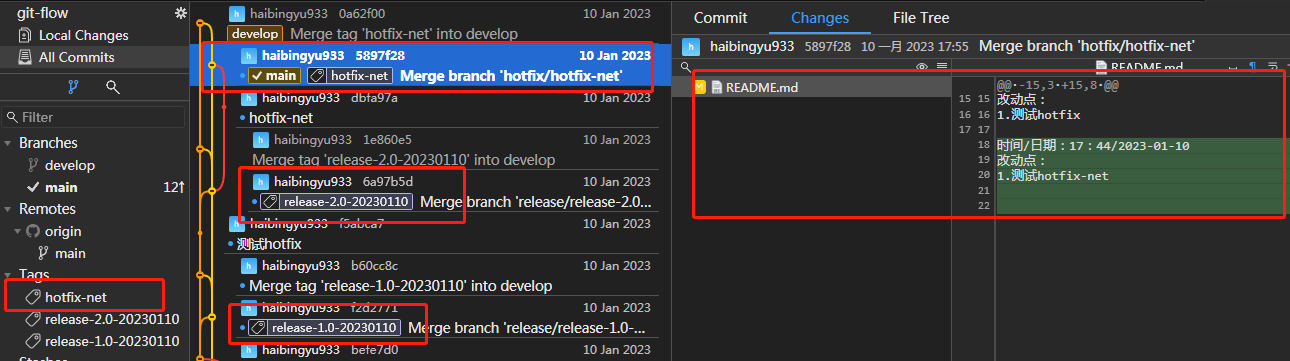 git-flow
Local Changes
All Commits
Filter
Branches
develop
main 12↑
Remotes
origin
main
Tags
hotfix-net
release-2.0-20230110
release-1.0-20230110
haibingyu933 0a62f00 10 Jan 2023
develop Merge tag 'hotfix-net' into develop
haibingyu933 5897f28 10 Jan 2023
✓ main hotfix-net Merge branch 'hotfix/hotfix-net'
haibingyu933 dbfa97a 10 Jan 2023
hotfix-net
haibingyu933 1e860e5 10 Jan 2023
Merge tag 'release-2.0-20230110' into develop
haibingyu933 6a97b5d 10 Jan 2023
release-2.0-20230110 Merge branch 'release/release-2.0...
haibingyu933 f5abca7 10 Jan 2023
测试hotfix
haibingyu933 b60cc8c 10 Jan 2023
Merge tag 'release-1.0-20230110' into develop
haibingyu933 f2d2771 10 Jan 2023
release-1.0-20230110 Merge branch 'release/release-1.0-...
haibingyu933 befe7d0 10 Jan 2023
Commit Changes File Tree
haibingyu933 5897f28 10 一月 2023 17:55 Merge branch 'hotfix/hotfix-net'
README.md
M README.md
@@·-15,3·+15,8·@@
15 15 改动点：
16 16 1.测试hotfix
17 17
18 时间/日期：17：44/2023-01-10
19 改动点：
20 1.测试hotfix-net
21
22